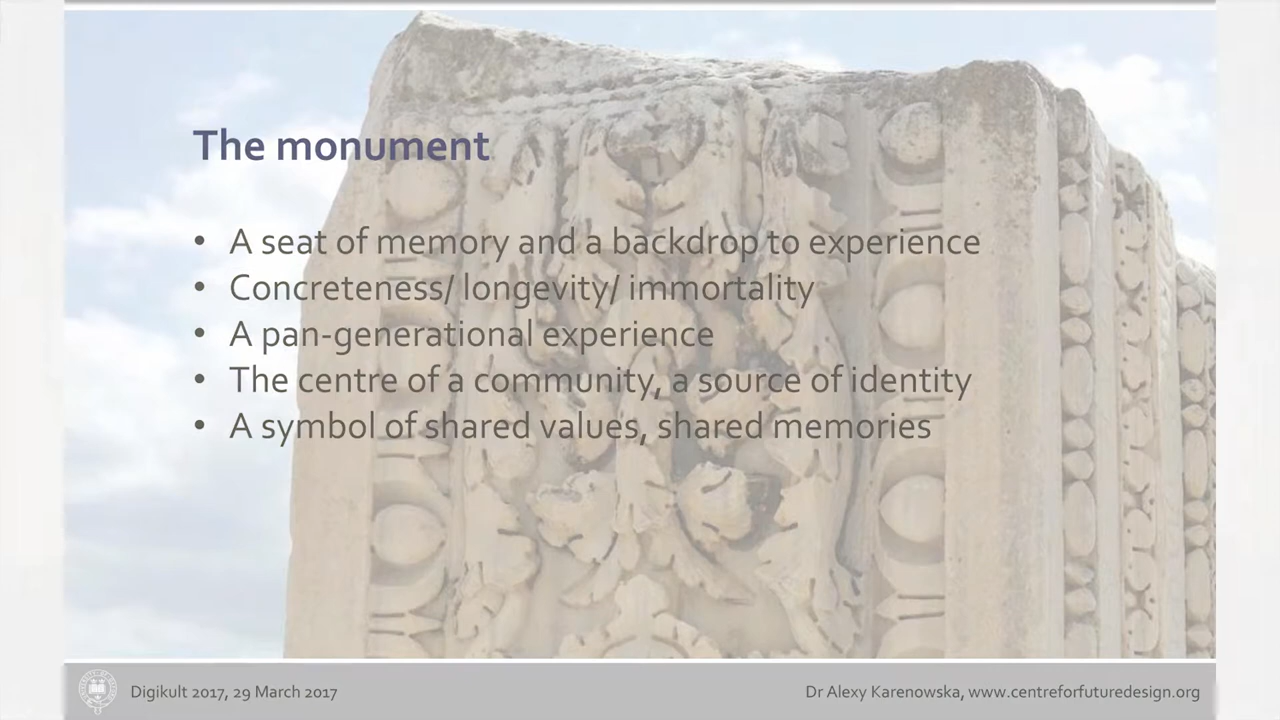 The monument
• A seat of memory and a backdrop to experience
• Concreteness/ longevity/ immortality
• A pan-generational experience
• The centre of a community, a source of identity
• A symbol of shared values, shared memories
Digikult 2017, 29 March 2017
Dr Alexy Karenowska, www.centreforfuturedesign.org